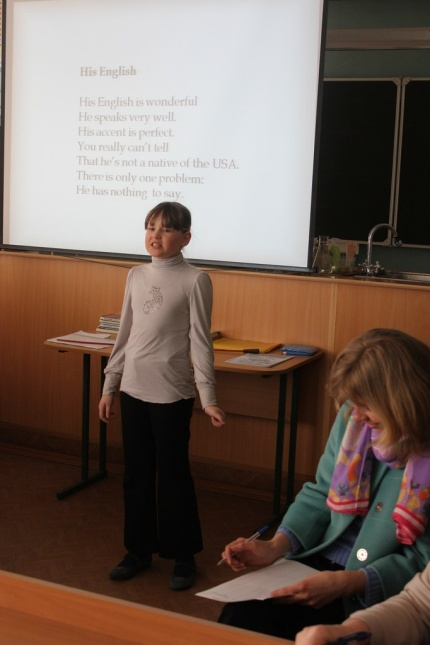 His English
His English is wonderful
He speaks very well.
His accent is perfect.
You really can't tell
That he's not a native of the USA.
There is only one problem:
He has nothing to say.